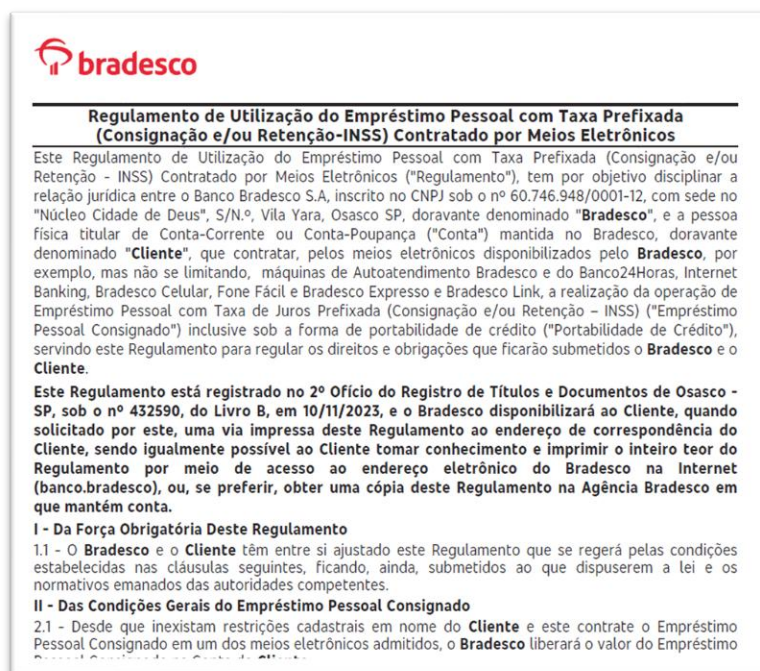 bradesco
Regulamento de Utilização do Empréstimo Pessoal com Taxa Prefixada
(Consignação e/ou Retenção-INSS) Contratado por Meios Eletrônicos
Este Regulamento de Utilização do Empréstimo Pessoal com Taxa Prefixada (Consignação e/ou
Retenção - INSS) Contratado por Meios Eletrônicos ("Regulamento"), tem por objetivo disciplinar a
relação jurídica entre o Banco Bradesco S.A, inscrito no CNPJ sob o nº 60.746.948/0001-12, com sede no
"Núcleo Cidade de Deus", S/N.º, Vila Yara, Osasco SP, doravante denominado "Bradesco", e a pessoa
física titular de Conta-Corrente ou Conta-Poupança ("Conta") mantida no Bradesco, doravante
denominado "Cliente", que contratar, pelos meios eletrônicos disponibilizados pelo Bradesco, por
exemplo, mas não se limitando, máquinas de Autoatendimento Bradesco e do Banco24Horas, Internet
Banking, Bradesco Celular, Fone Fácil e Bradesco Expresso e Bradesco Link, a realização da operação de
Empréstimo Pessoal com Taxa de Juros Prefixada (Consignação e/ou Retenção – INSS) ("Empréstimo
Pessoal Consignado") inclusive sob a forma de portabilidade de crédito ("Portabilidade de Crédito"),
servindo este Regulamento para regular os direitos e obrigações que ficarão submetidos o Bradesco e o
Cliente.
Este Regulamento está registrado no 2º Ofício do Registro de Títulos e Documentos de Osasco -
SP, sob o nº 432590, do Livro B, em 10/11/2023, e o Bradesco disponibilizará ao Cliente, quando
solicitado por este, uma via impressa deste Regulamento ao endereço de correspondência do
Cliente, sendo igualmente possível ao Cliente tomar conhecimento e imprimir o inteiro teor do
Regulamento por meio de acesso ao endereço eletrônico do Bradesco na Internet
(banco.bradesco), ou, se preferir, obter uma cópia deste Regulamento na Agência Bradesco em
que mantém conta.
I - Da Força Obrigatória Deste Regulamento
1.1 - O Bradesco e o Cliente têm entre si ajustado este Regulamento que se regerá pelas condições
estabelecidas nas cláusulas seguintes, ficando, ainda, submetidos ao que dispuserem a lei e os
normativos emanados das autoridades competentes.
II - Das Condições Gerais do Empréstimo Pessoal Consignado
2.1 - Desde que inexistam restrições cadastrais em nome do Cliente e este contrate o Empréstimo
Pessoal Consignado em um dos meios eletrônicos admitidos, o Bradesco liberará o valor do Empréstimo